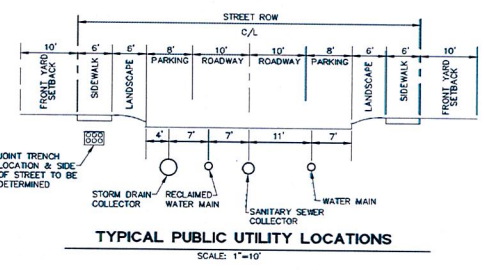 STREET ROW
C/L
10' 6' 6' 8' 10' 10' 8' 6' 6' 10'
PARKING ROADWAY ROADWAY PARKING
FRONT YARD
SETBACK
SIDEWALK
LANDSCAPE
LANDSCAPE
SIDEWALK
FRONT YARD
SETBACK
4' 7' 7' 11' 7'
JOINT TRENCH
LOCATION & SIDE
OF STREET TO BE
DETERMINED
STORM DRAIN
COLLECTOR
RECLAIMED
WATER MAIN
SANITARY SEWER
COLLECTOR
WATER MAIN
TYPICAL PUBLIC UTILITY LOCATIONS
SCALE: 1"=10'